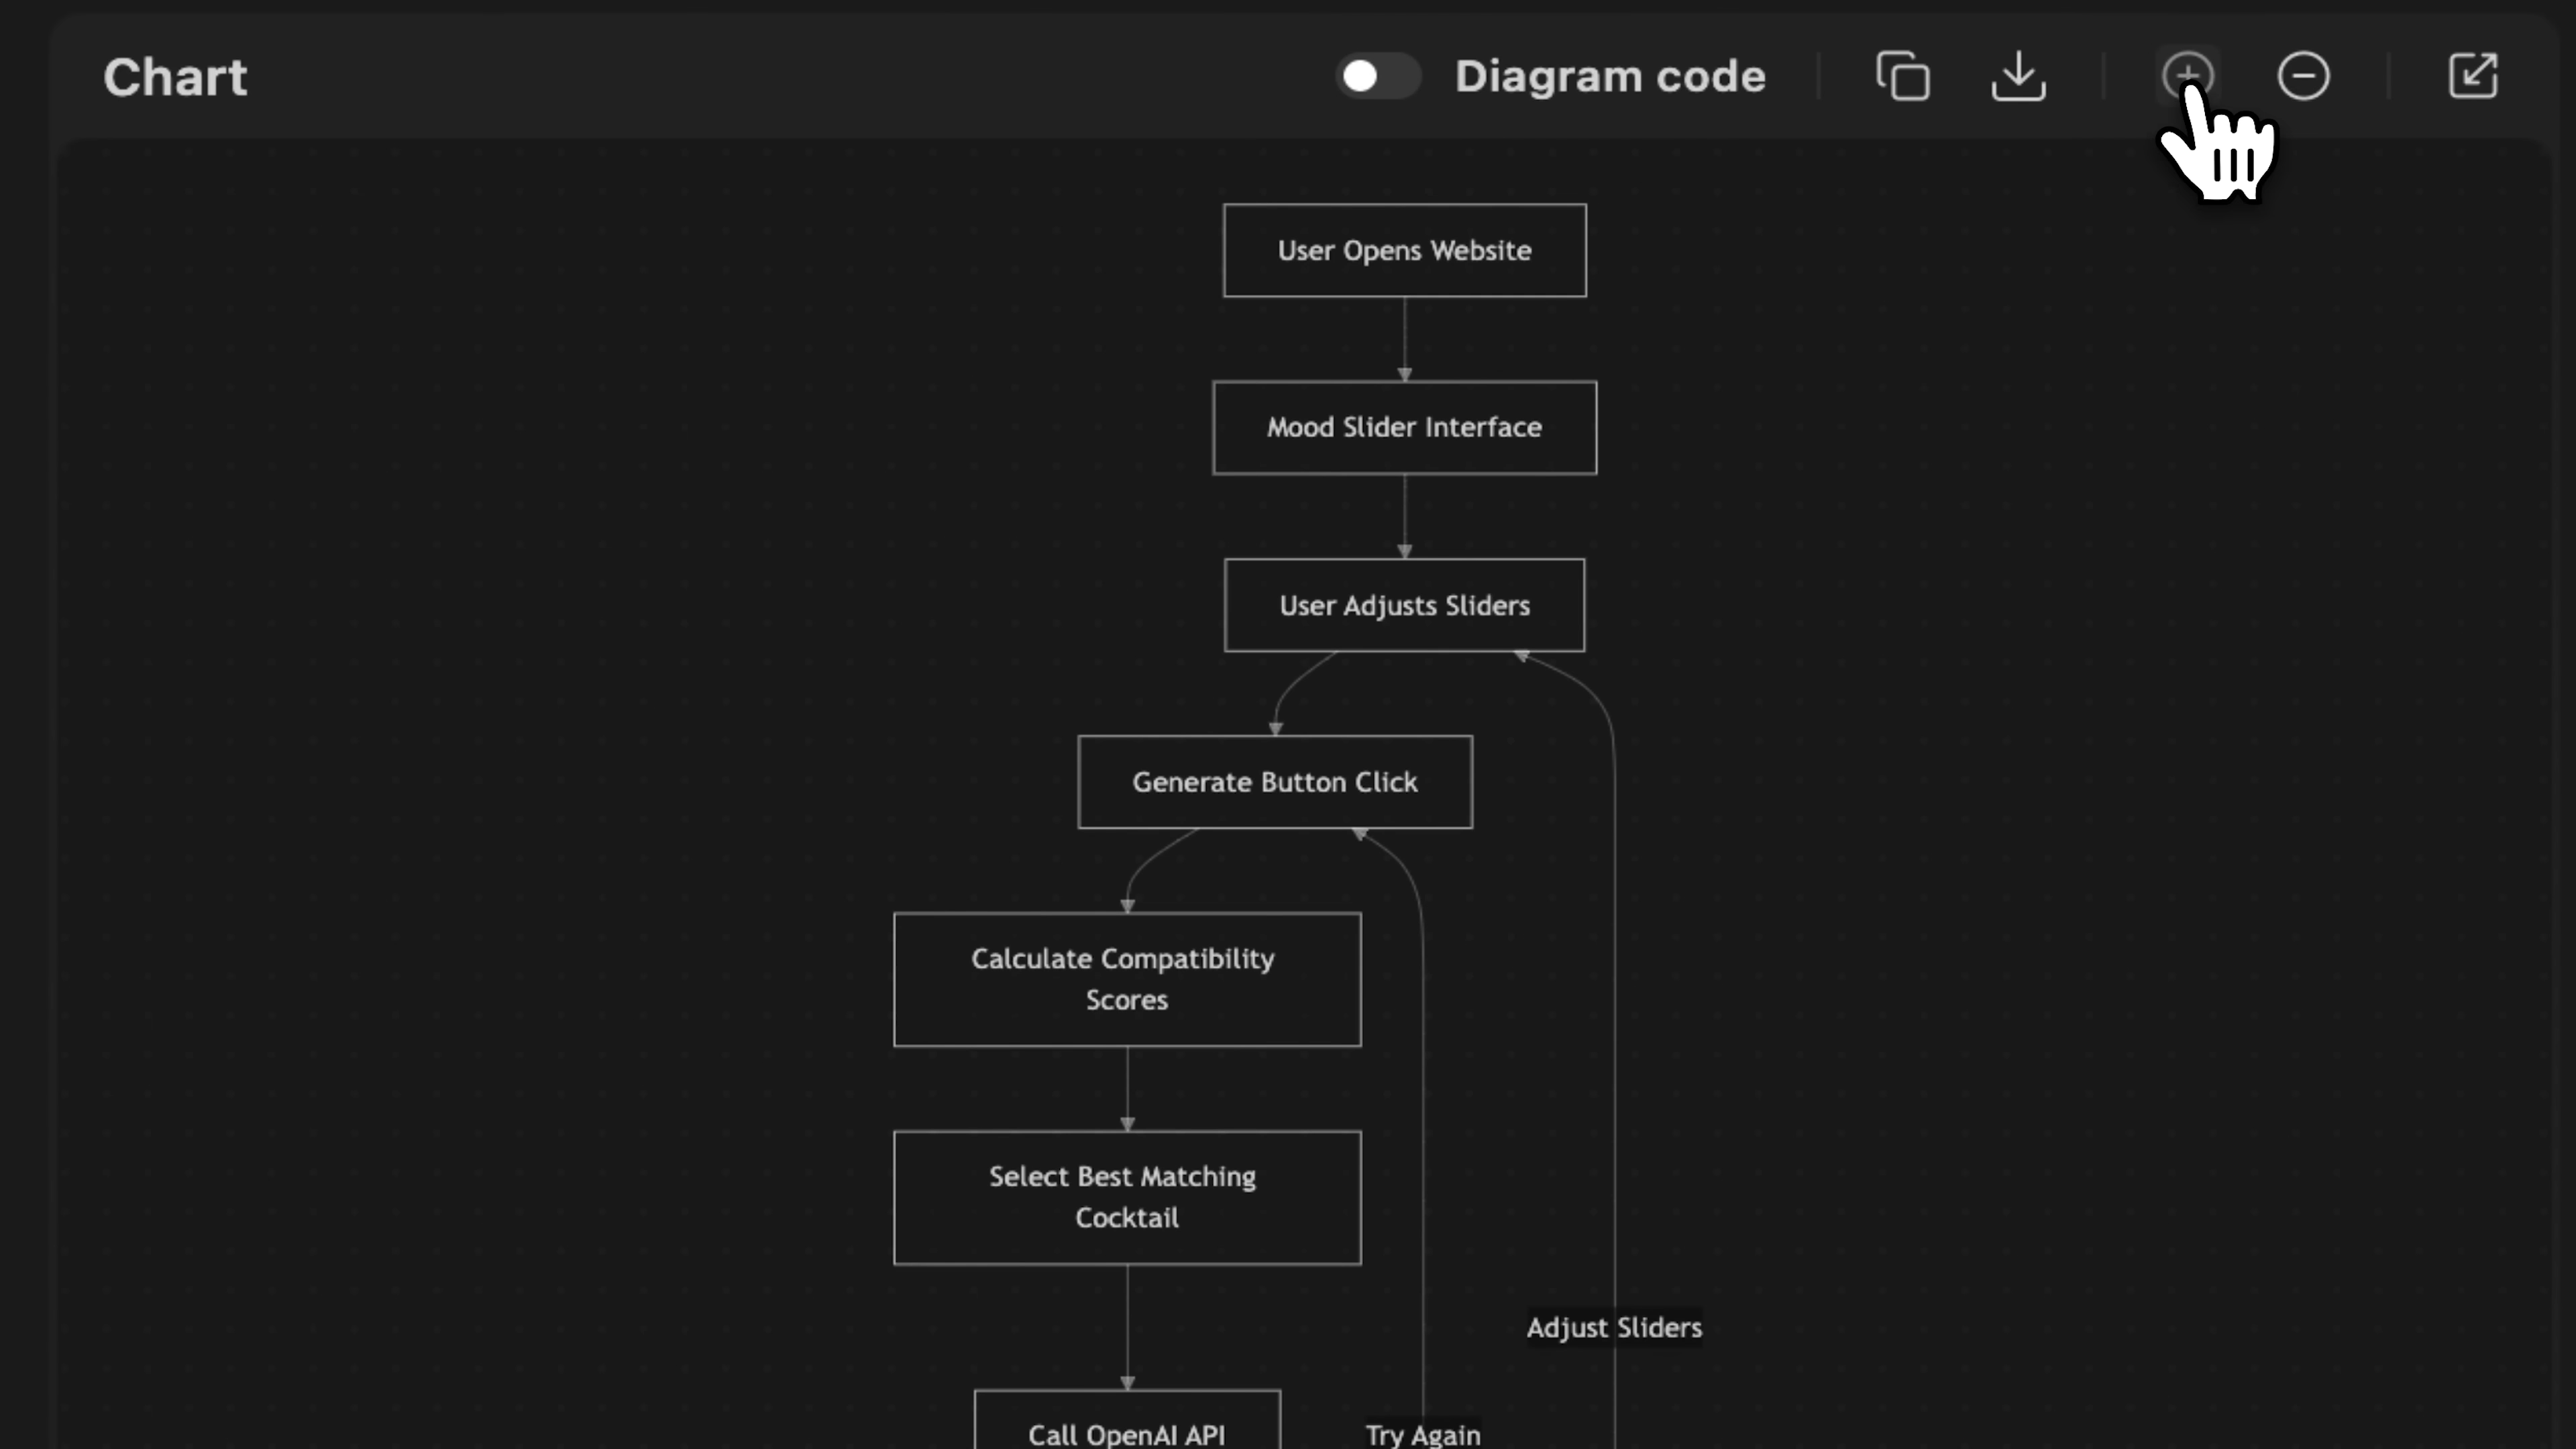 Chart
Diagram code
User Opens Website
Mood Slider Interface
User Adjusts Sliders
Generate Button Click
Calculate Compatibility
Scores
Select Best Matching
Cocktail
Adjust Sliders
Call OpenAI API
Try Again